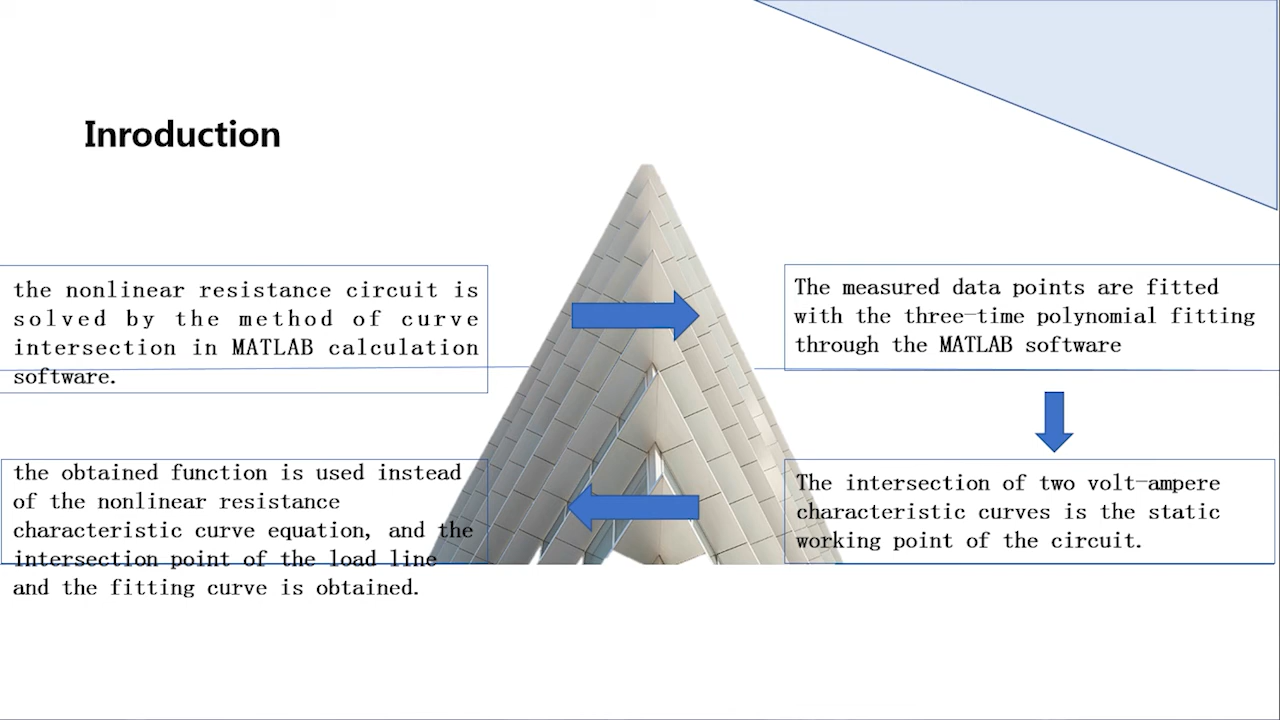 Inroduction
the nonlinear resistance circuit is
solved by the method of curve
intersection in MATLAB calculation
software.
The measured data points are fitted
with the three-time polynomial fitting
through the MATLAB software
The intersection of two volt-ampere
characteristic curves is the static
working point of the circuit.
the obtained function is used instead
of the nonlinear resistance
characteristic curve equation, and the
intersection point of the load line
and the fitting curve is obtained.